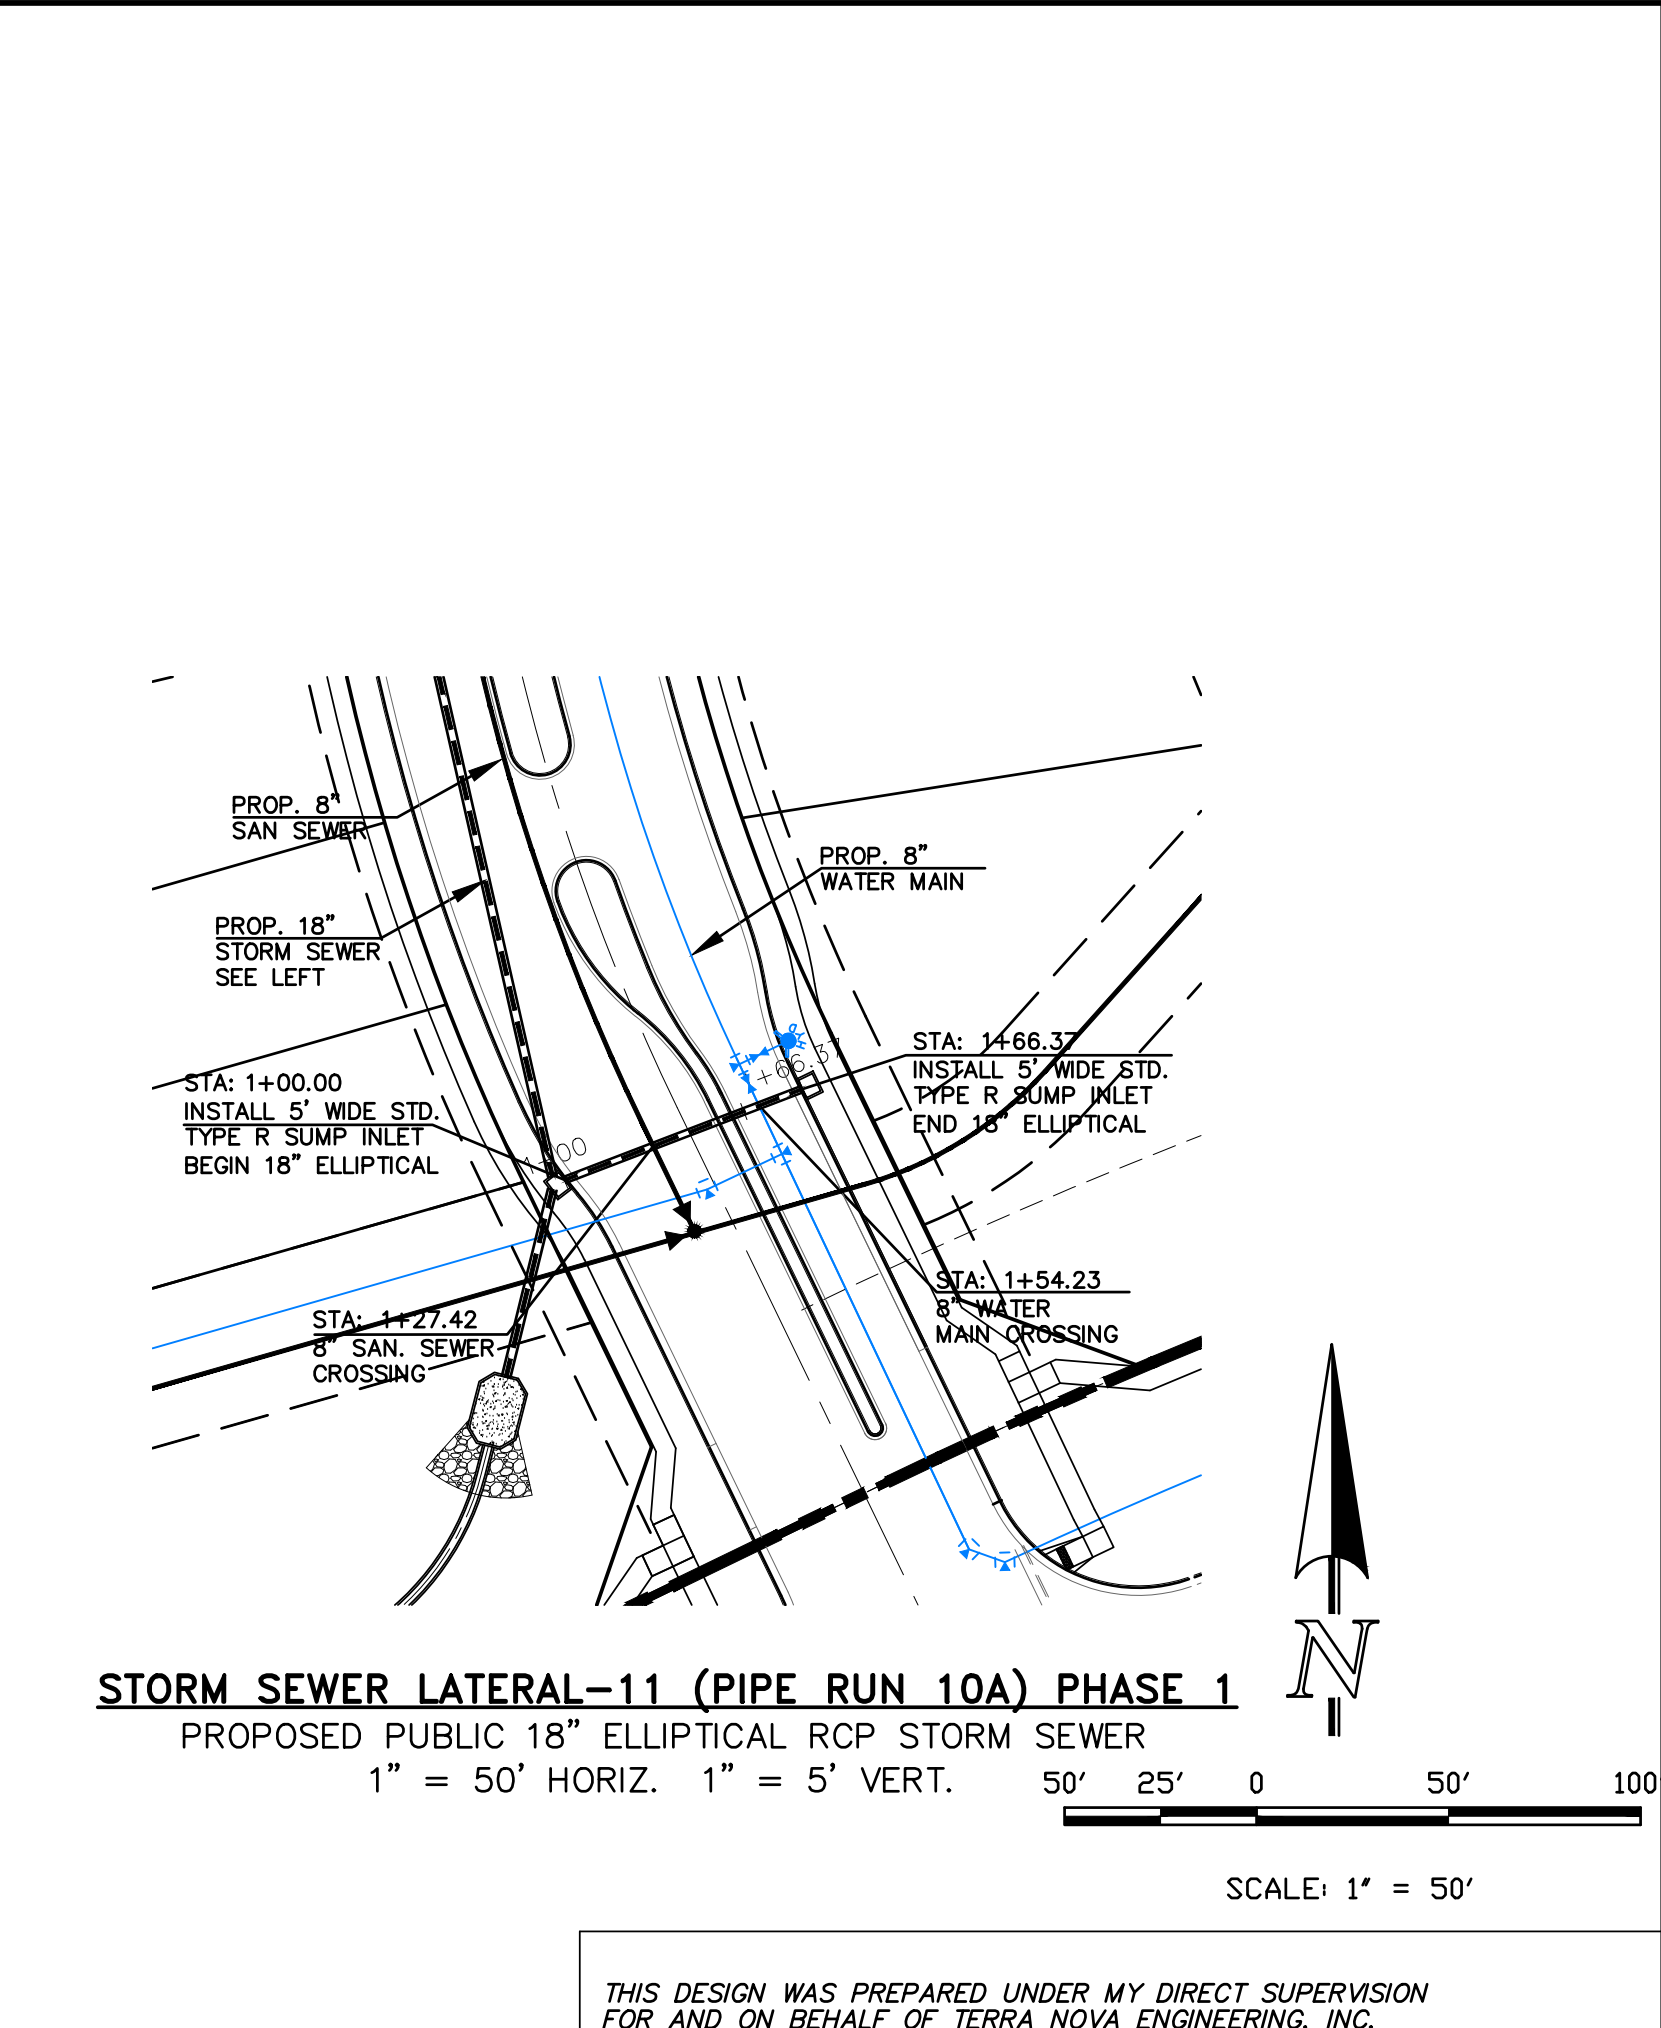 PROP. 8"
SAN SEWER
PROP. 8"
WATER MAIN
PROP. 18"
STORM SEWER
SEE LEFT
HYD
+66.37
STA: 1+66.37
INSTALL 5' WIDE STD.
TYPE R SUMP INLET
END 18" ELLIPTICAL
STA: 1+00.00
INSTALL 5' WIDE STD.
TYPE R SUMP INLET
BEGIN 18" ELLIPTICAL
1+00
STA: 1+54.23
8" WATER
MAIN CROSSING
STA: 1+27.42
8" SAN. SEWER
CROSSING
N
STORM SEWER LATERAL-11 (PIPE RUN 10A) PHASE 1
PROPOSED PUBLIC 18" ELLIPTICAL RCP STORM SEWER
1" = 50' HORIZ. 1" = 5' VERT.
50' 25' 0 50' 100'
SCALE: 1" = 50'
THIS DESIGN WAS PREPARED UNDER MY DIRECT SUPERVISION
FOR AND ON BEHALF OF TERRA NOVA ENGINEERING, INC.